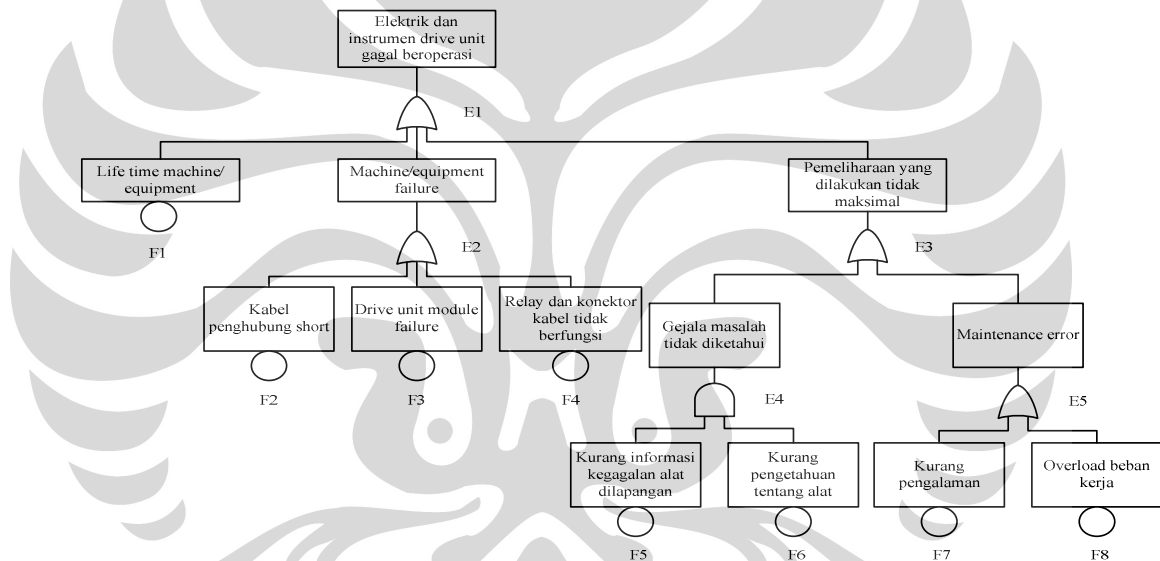 Elektrik dan
instrumen drive unit
gagal beroperasi
E1
Life time machine/
equipment
F1
Machine/equipment
failure
E2
Pemeliharaan yang
dilakukan tidak
maksimal
E3
Kabel
penghubung short
F2
Drive unit module
failure
F3
Relay dan konektor
kabel tidak
berfungsi
F4
Gejala masalah
tidak diketahui
E4
Maintenance error
E5
Kurang informasi
kegagalan alat
dilapangan
F5
Kurang
pengetahuan
tentang alat
F6
Kurang
pengalaman
F7
Overload beban
kerja
F8